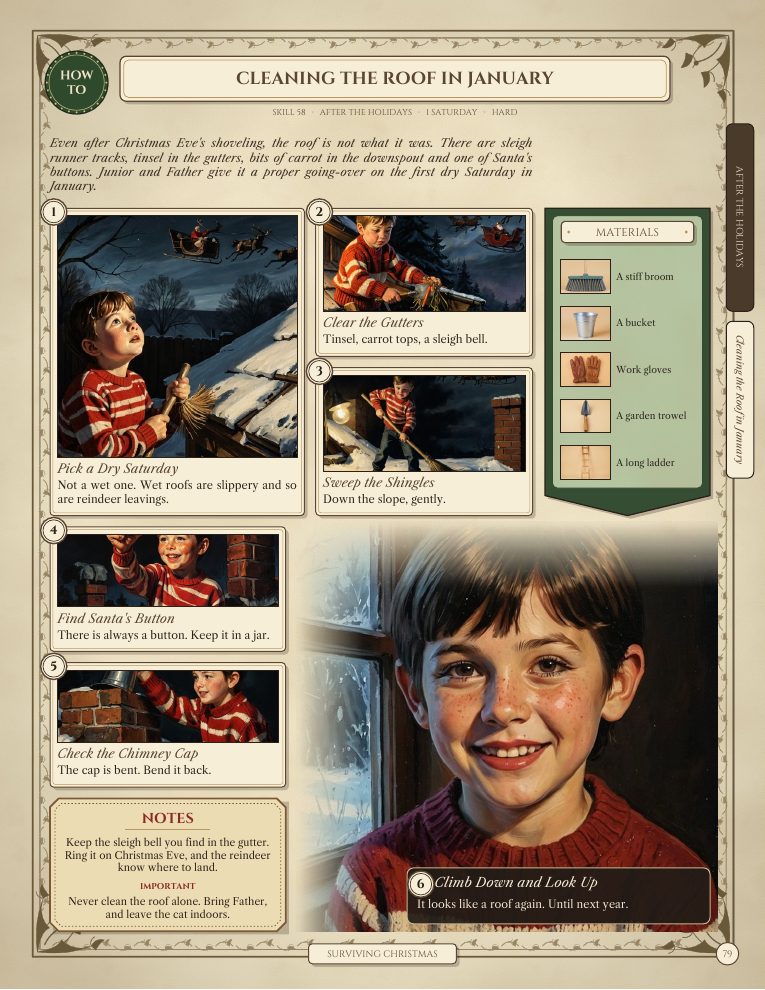 HOW
TO
CLEANING THE ROOF IN JANUARY
SKILL 58 · AFTER THE HOLIDAYS · 1 SATURDAY · HARD
Even after Christmas Eve's shoveling, the roof is not what it was. There are sleigh
runner tracks, tinsel in the gutters, bits of carrot in the downspout and one of Santa's
buttons. Junior and Father give it a proper going-over on the first dry Saturday in
January.
1
Pick a Dry Saturday
Not a wet one. Wet roofs are slippery and so
are reindeer leavings.
2
Clear the Gutters
Tinsel, carrot tops, a sleigh bell.
3
Sweep the Shingles
Down the slope, gently.
MATERIALS
A stiff broom
A bucket
Work gloves
A garden trowel
A long ladder
AFTER THE HOLIDAYS
Cleaning the Roof in January
4
Find Santa's Button
There is always a button. Keep it in a jar.
5
Check the Chimney Cap
The cap is bent. Bend it back.
NOTES
Keep the sleigh bell you find in the gutter.
Ring it on Christmas Eve, and the reindeer
know where to land.
IMPORTANT
Never clean the roof alone. Bring Father,
and leave the cat indoors.
6
Climb Down and Look Up
It looks like a roof again. Until next year.
SURVIVING CHRISTMAS
79